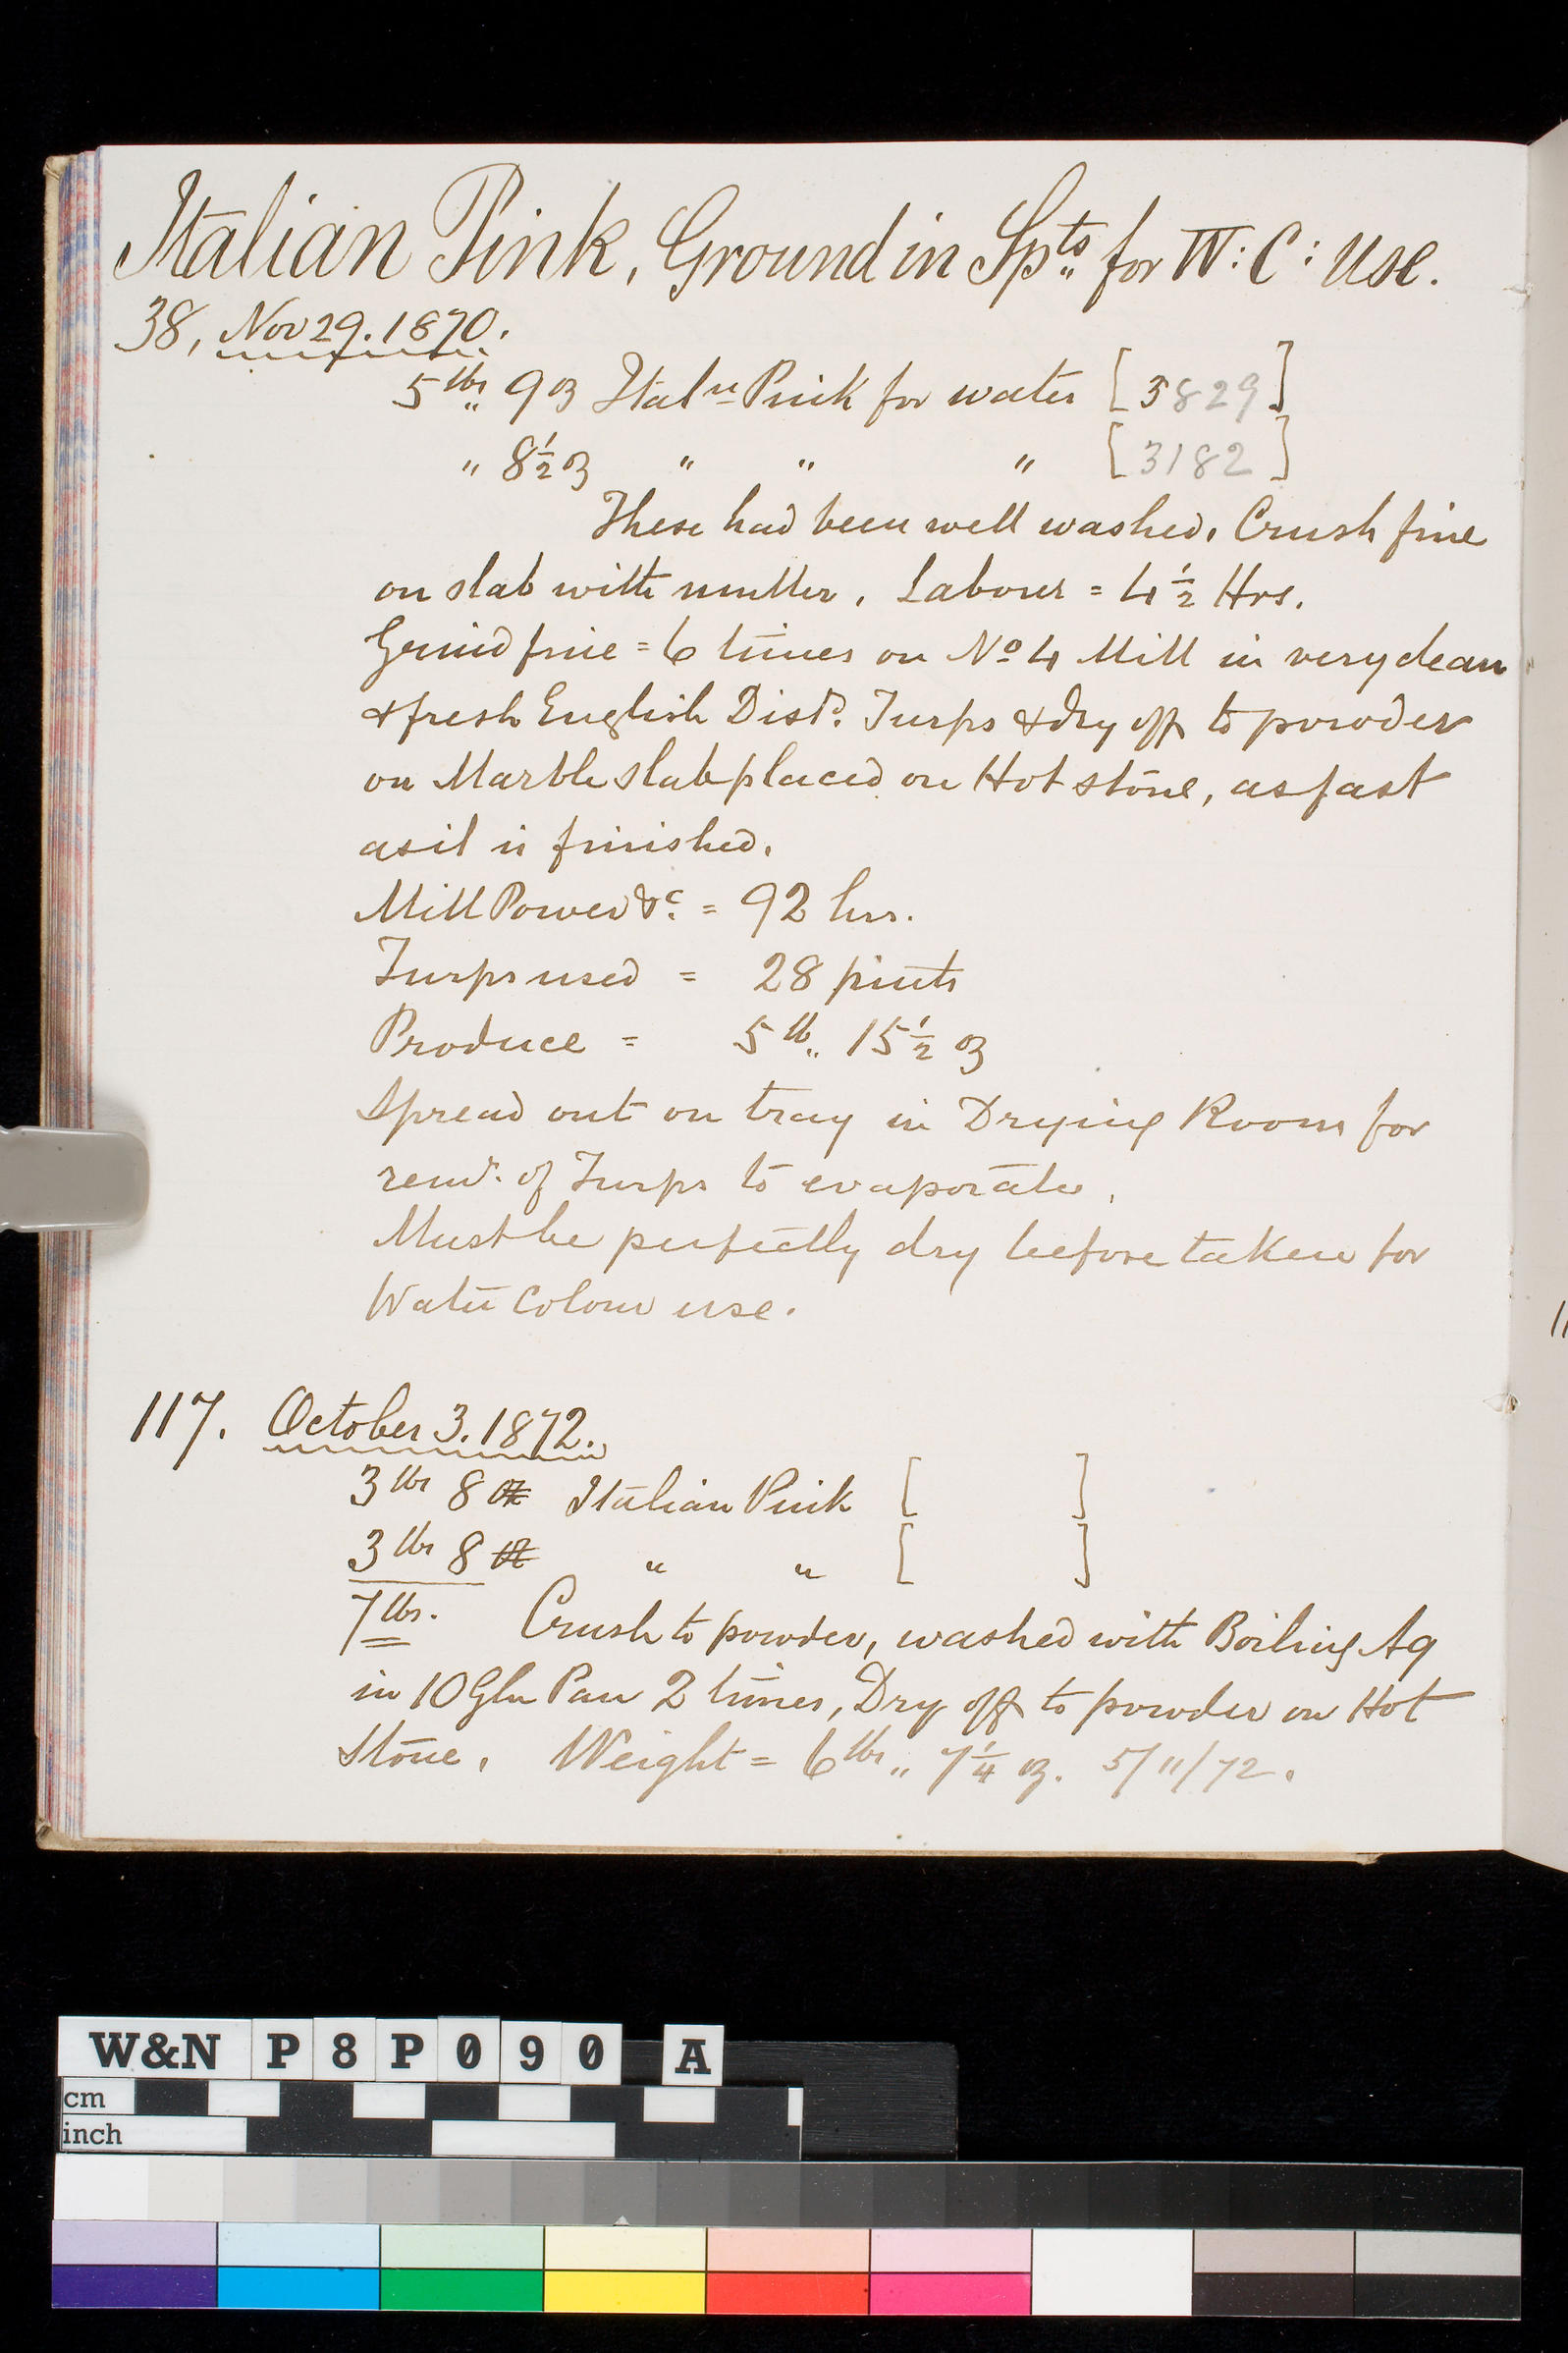 Italian Pink, Ground in Spts for W: C: Use.
38, Nov 29. 1870.
5 lbs „ 9 oz Italn Pink for water [3829]
„ 8½ oz „ „ „ [3182]
These had been well washed. Crush fine
on slab with muller. Labour = 4½ Hrs.
Grind fine = 6 times on No 4 Mill in very clean
& fresh English Distd. Turps & dry off to powder
on Marble slab placed on Hot stone, as fast
as it is finished.
Mill Power &c. = 92 hrs.
Turps used = 28 pints
Produce = 5 lb „ 15½ oz
Spread out on tray in Drying Room for
remr. of Turps to evaporate.
Must be perfectly dry before taken for
Water Colour use.
117. October 3. 1872.
3 lbs 8 oz Italian Pink [ ]
3 lbs 8 oz „ „ [ ]
7 lbs. Crush to powder, washed with Boiling Aq
in 10 Gln Pan 2 times, Dry off to powder on Hot
Stone. Weight = 6 lbs „ 7¼ oz. 5/11/72.
11
W&N P8P090 A
cm
inch